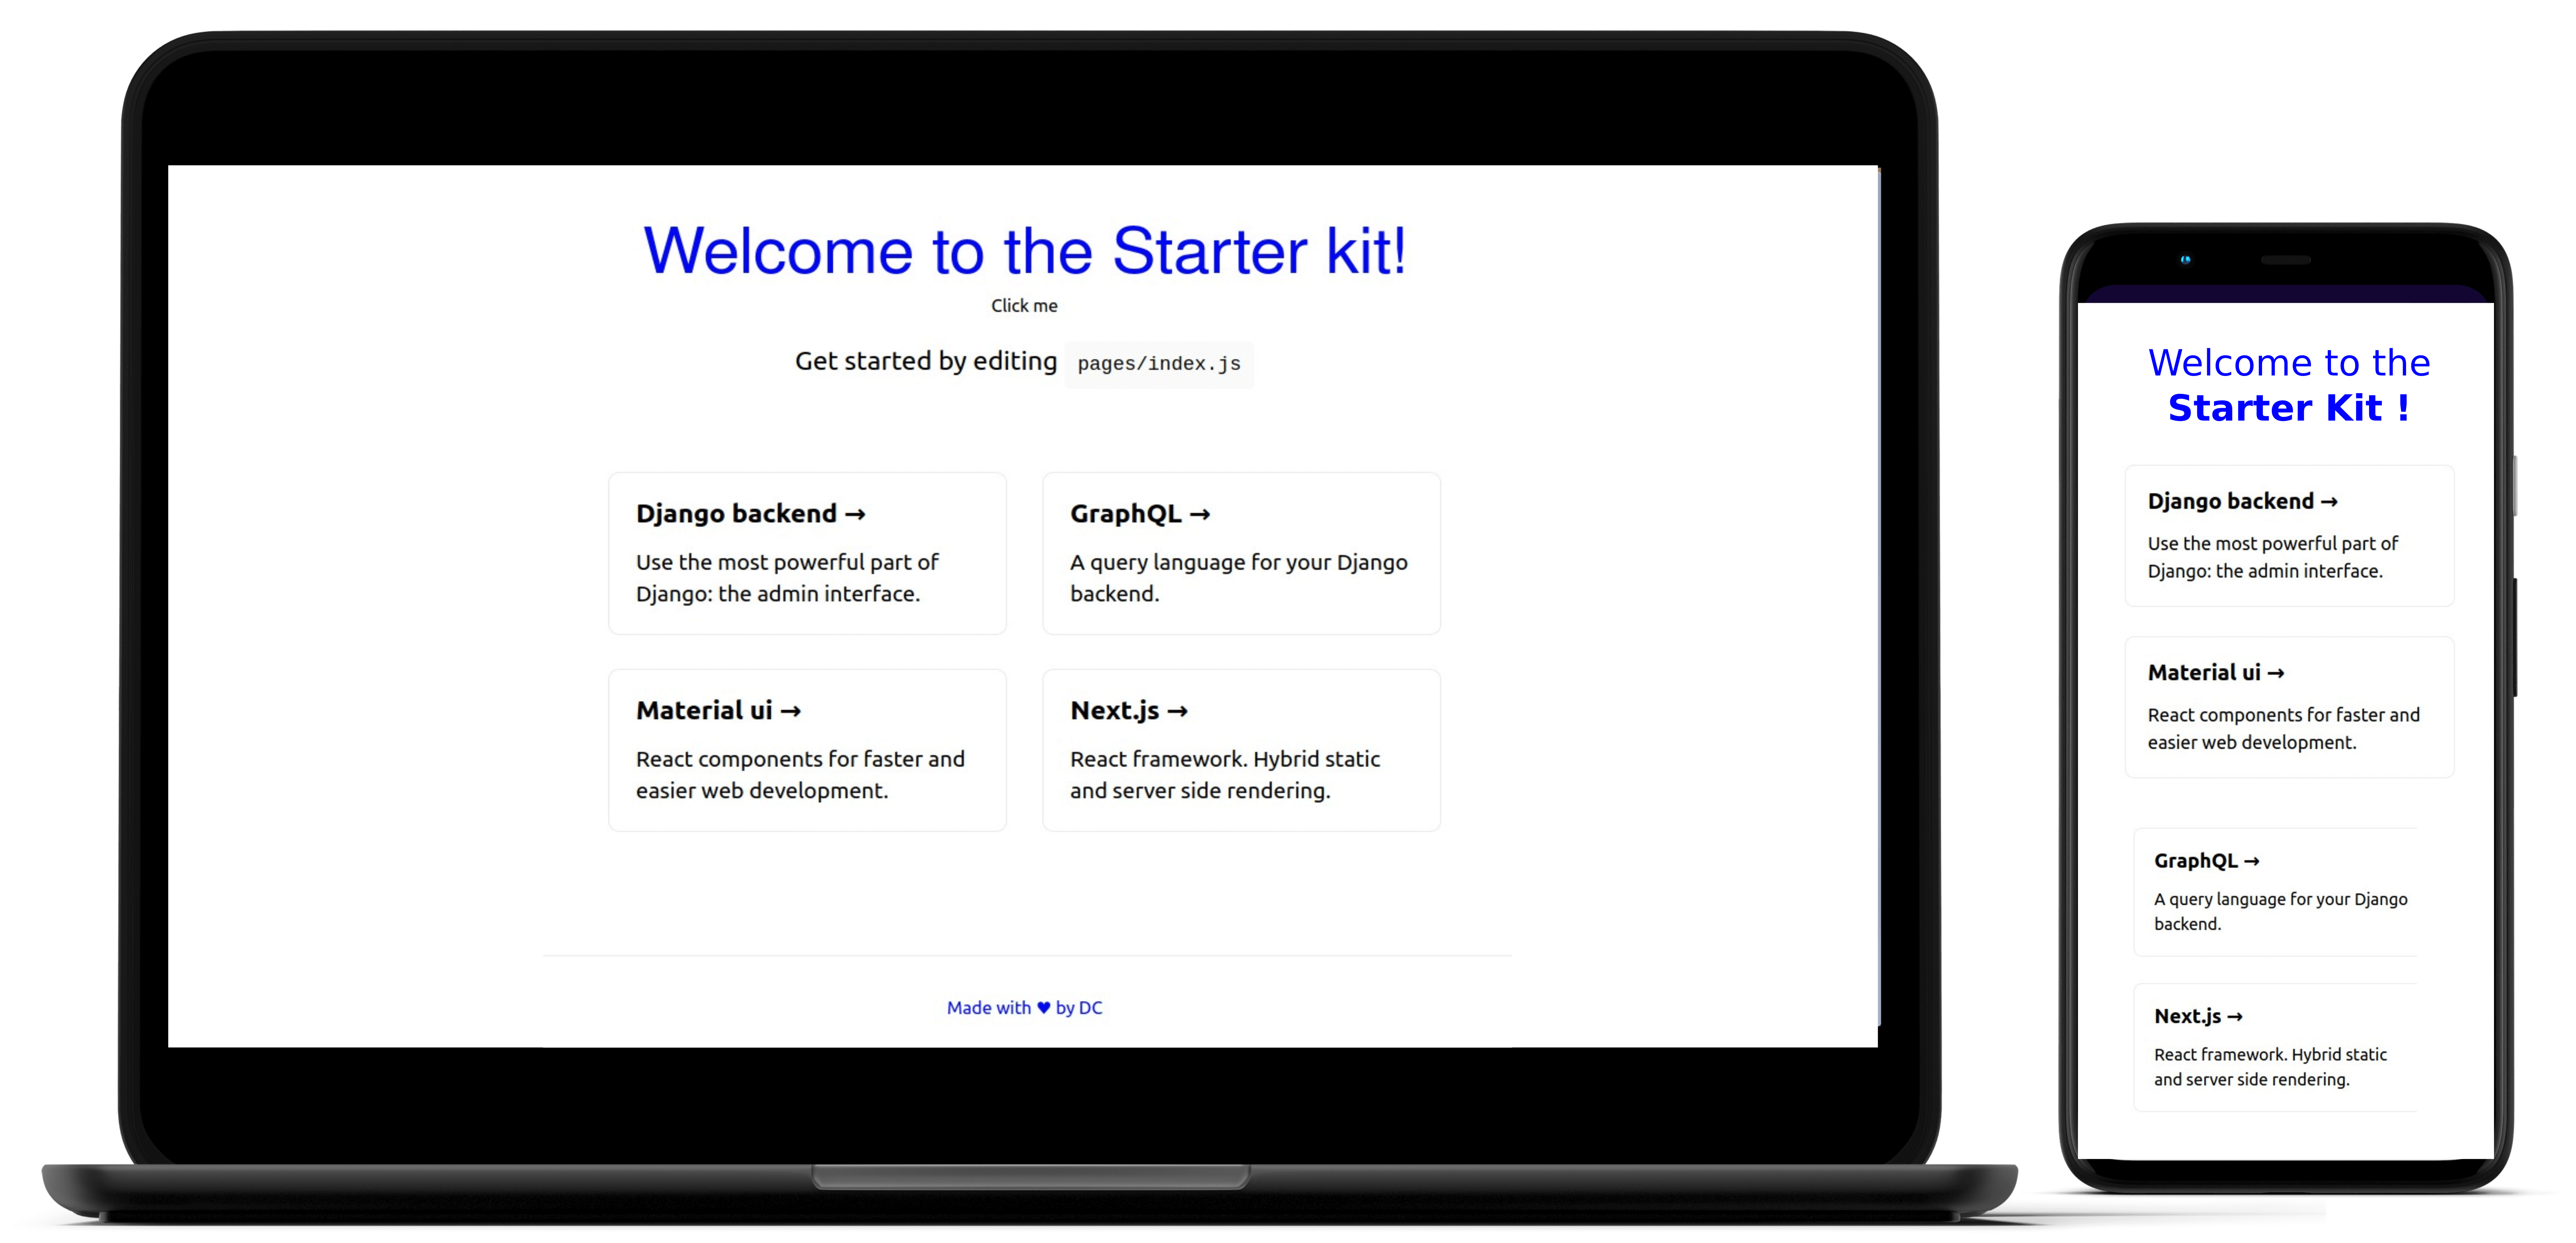 Welcome to the Starter kit!
Click me
Get started by editing pages/index.js
Django backend →
Use the most powerful part of
Django: the admin interface.
GraphQL →
A query language for your Django
backend.
Material ui →
React components for faster and
easier web development.
Next.js →
React framework. Hybrid static
and server side rendering.
Made with ♥ by DC
Welcome to the
Starter Kit !
Django backend →
Use the most powerful part of
Django: the admin interface.
Material ui →
React components for faster and
easier web development.
GraphQL →
A query language for your Django
backend.
Next.js →
React framework. Hybrid static
and server side rendering.